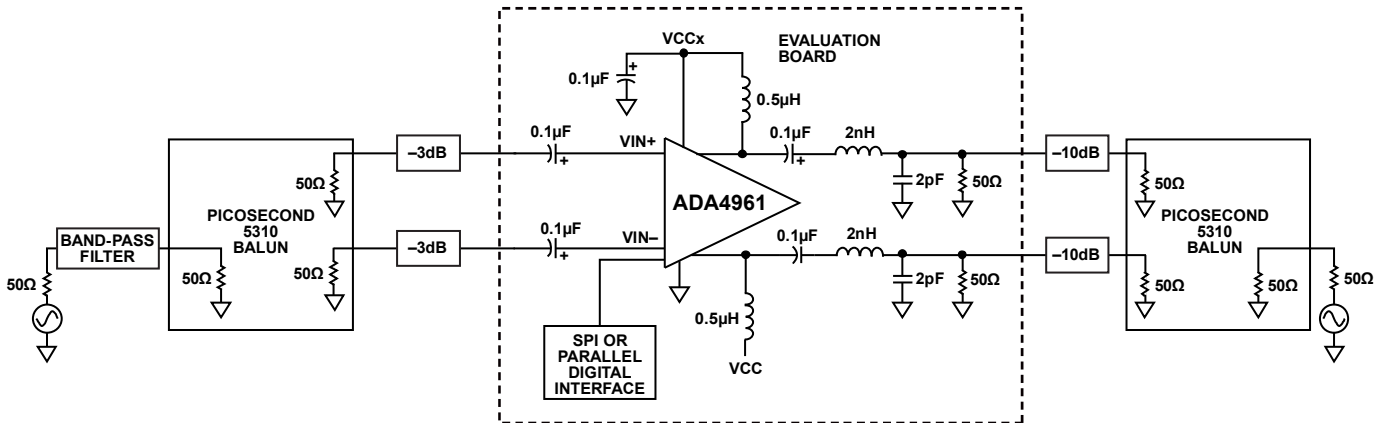 VCCx
EVALUATION
BOARD
0.1µF
+
0.5µH
0.1µF
+
VIN+
–3dB
50Ω
PICOSECOND
5310
BALUN
50Ω
50Ω
BAND-PASS
FILTER
50Ω
–3dB
0.1µF
+
VIN–
ADA4961
0.1µF
+
2nH
2pF
50Ω
–10dB
50Ω
PICOSECOND
5310
BALUN
0.1µF
2nH
2pF
50Ω
–10dB
50Ω
50Ω
50Ω
0.5µH
VCC
SPI OR
PARALLEL
DIGITAL
INTERFACE